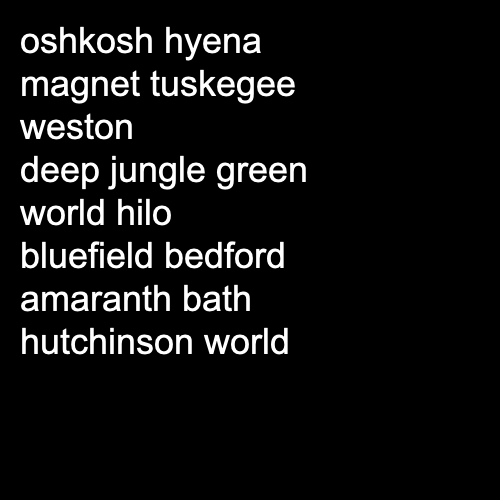 oshkosh hyena
magnet tuskegee
weston
deep jungle green
world hilo
bluefield bedford
amaranth bath
hutchinson world